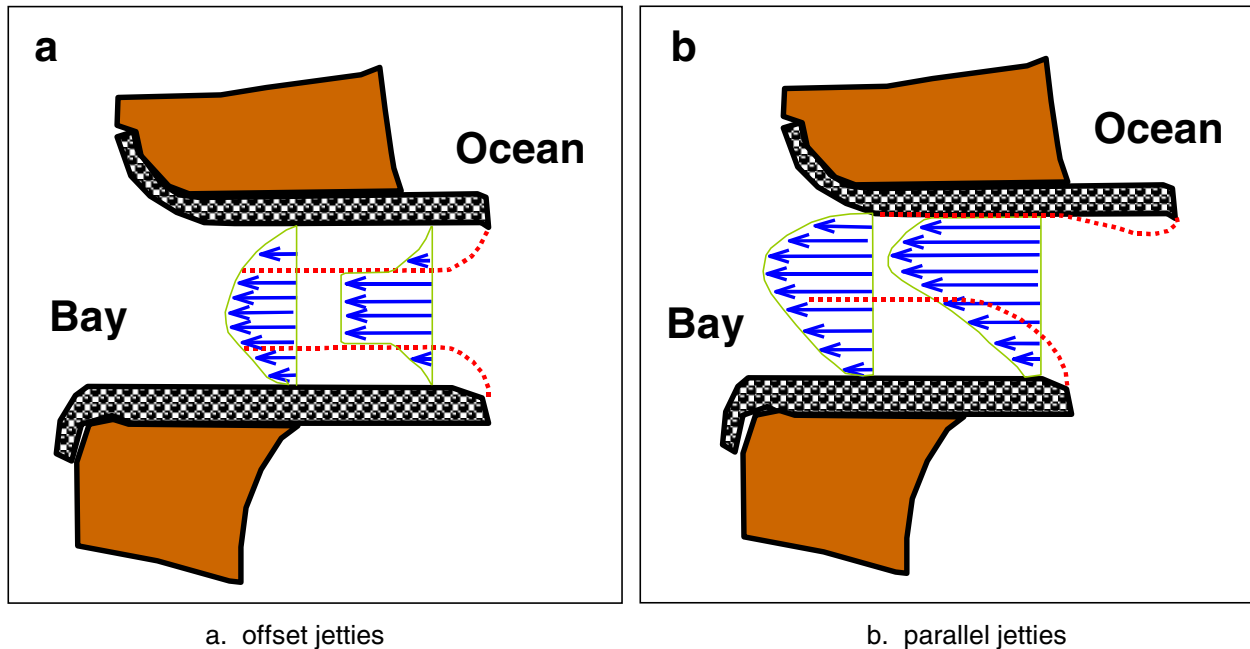 a
Ocean
Bay
b
Ocean
Bay
a. offset jetties
b. parallel jetties